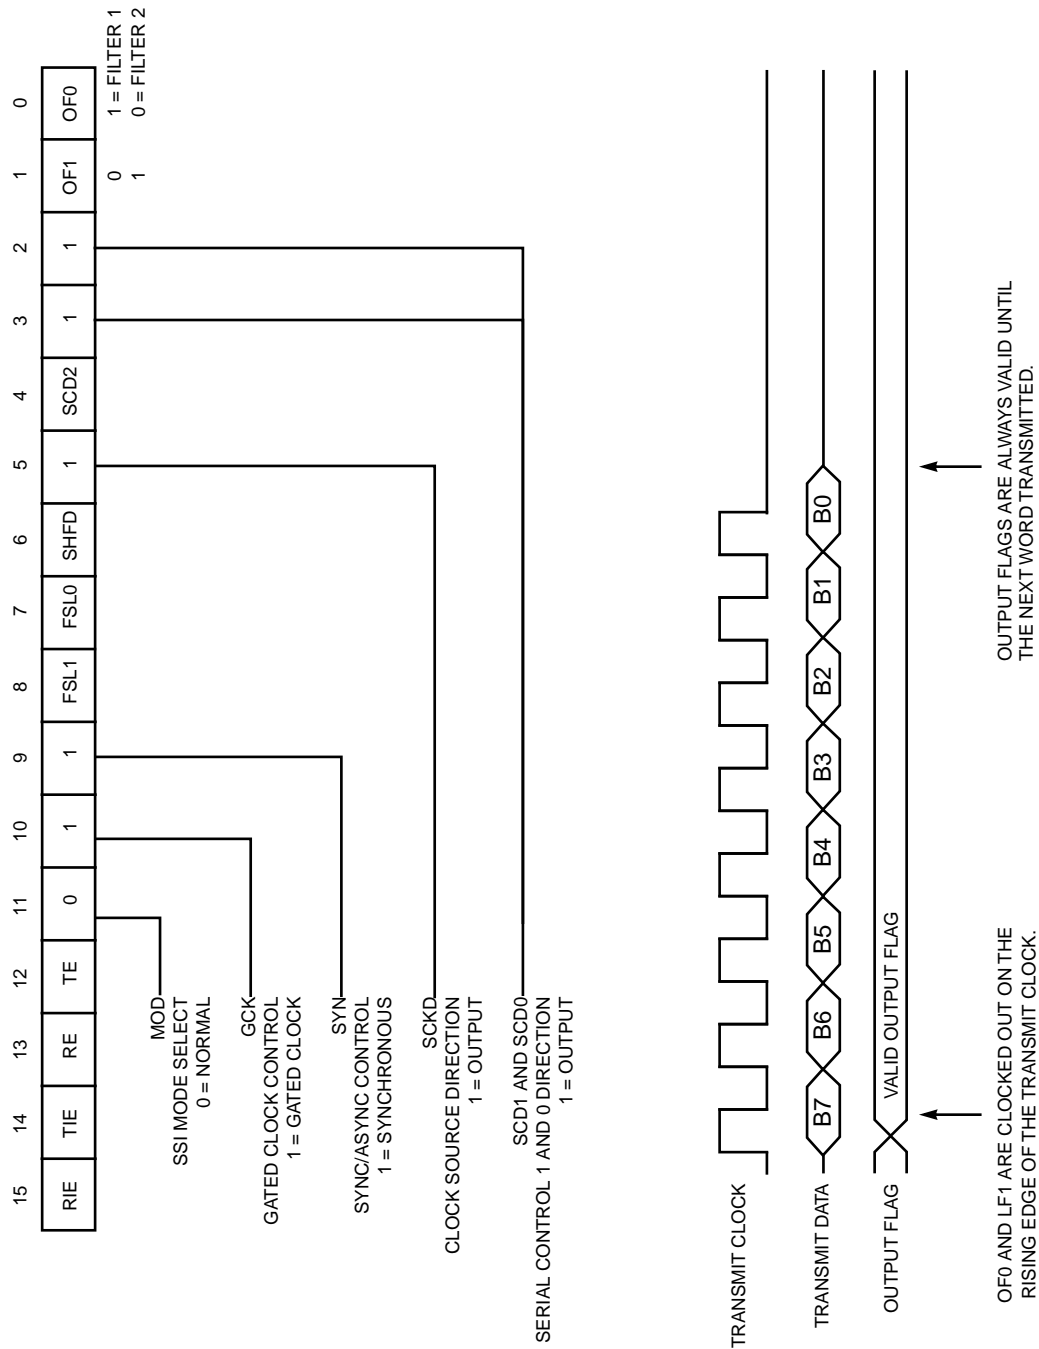 15 14 13 12 11 10 9 8 7 6 5 4 3 2 1 0
RIE TIE RE TE 0 1 1 FSL1 FSL0 SHFD 1 SCD2 1 1 OF1 OF0
0 1 = FILTER 1
1 0 = FILTER 2
MOD
SSI MODE SELECT
0 = NORMAL
GCK
GATED CLOCK CONTROL
1 = GATED CLOCK
SYN
SYNC/ASYNC CONTROL
1 = SYNCHRONOUS
SCKD
CLOCK SOURCE DIRECTION
1 = OUTPUT
SCD1 AND SCD0
SERIAL CONTROL 1 AND 0 DIRECTION
1 = OUTPUT
TRANSMIT CLOCK
TRANSMIT DATA B7 B6 B5 B4 B3 B2 B1 B0
OUTPUT FLAG VALID OUTPUT FLAG
OF0 AND LF1 ARE CLOCKED OUT ON THE
RISING EDGE OF THE TRANSMIT CLOCK.
OUTPUT FLAGS ARE ALWAYS VALID UNTIL
THE NEXT WORD TRANSMITTED.